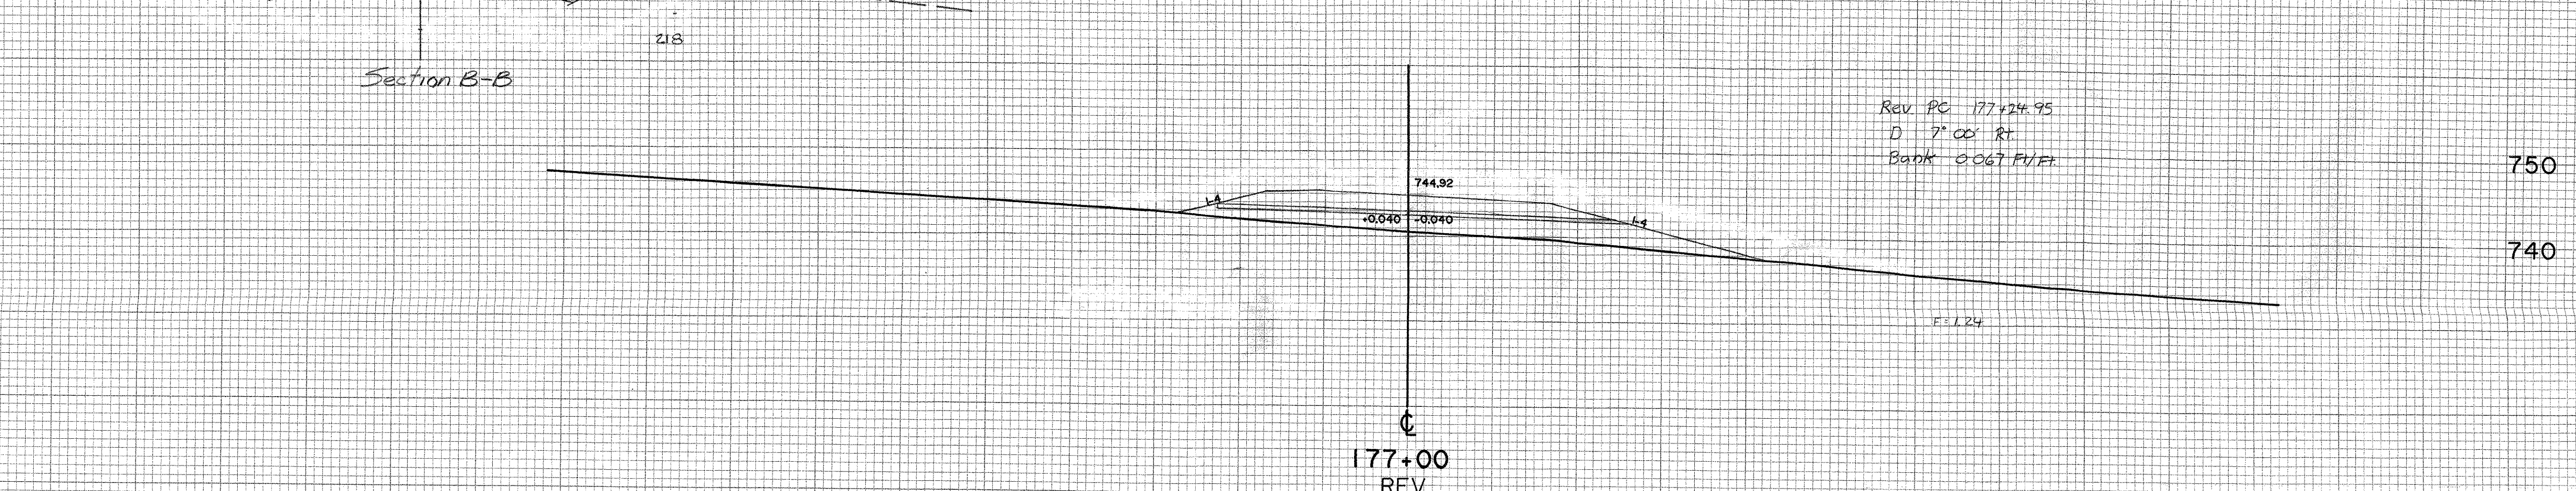 218
Section B-B
Rev. PC 177+24.95
D 7° 00' Rt.
Bank 0.067 Ft/Ft.
750
744.92
1-4
+0.040 -0.040
1-4
740
F = 1.24
℄
177+00
REV